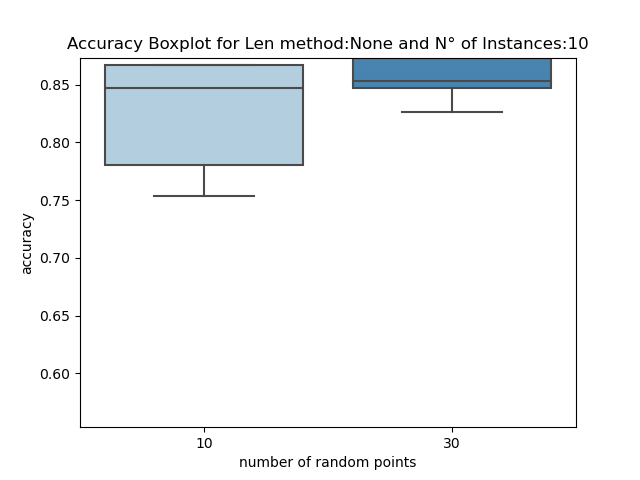 Accuracy Boxplot for Len method:None and N° of Instances:10
0.85
0.80
0.75
0.70
0.65
0.60
accuracy
10
30
number of random points